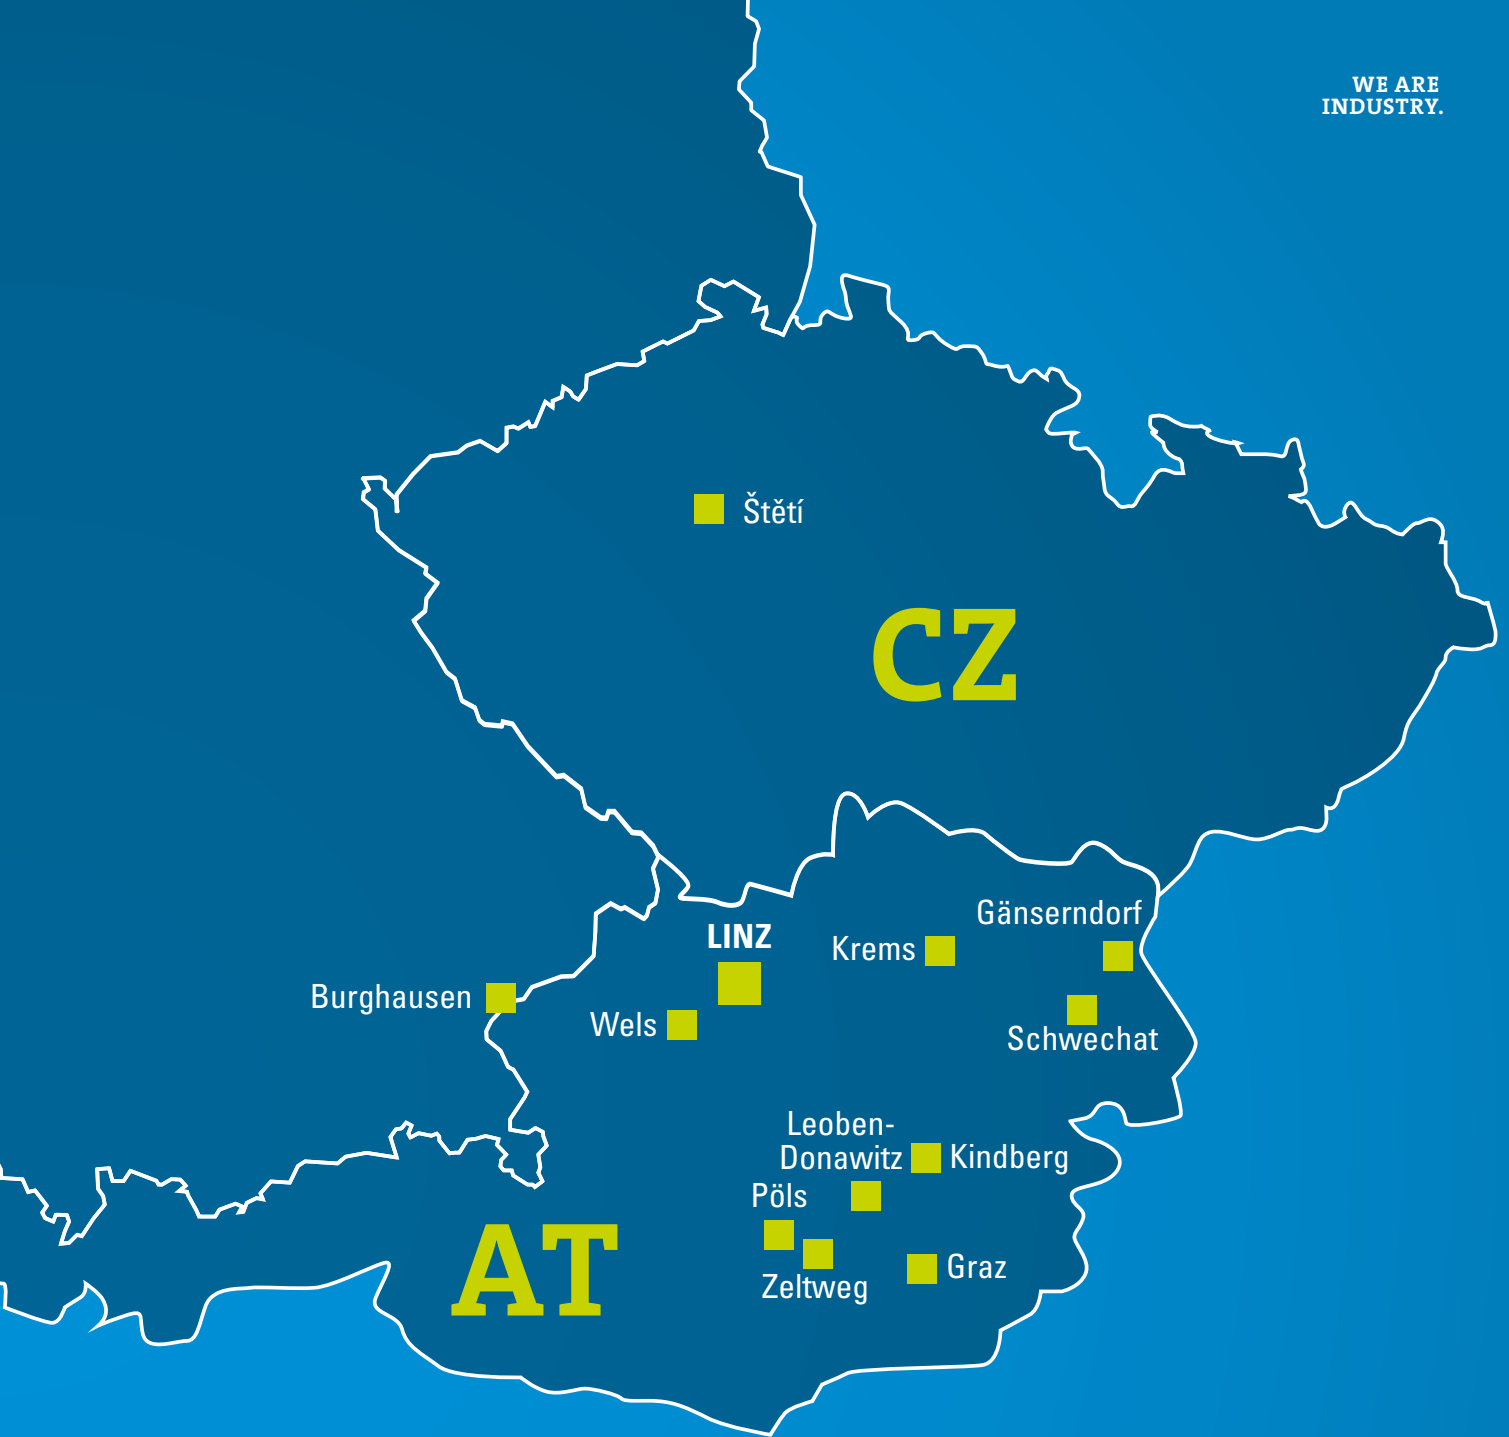 WE ARE
INDUSTRY.
Štětí
CZ
Gänserndorf
LINZ
Krems
Burghausen
Wels
Schwechat
Leoben-
Donawitz
Kindberg
Pöls
AT
Graz
Zeltweg